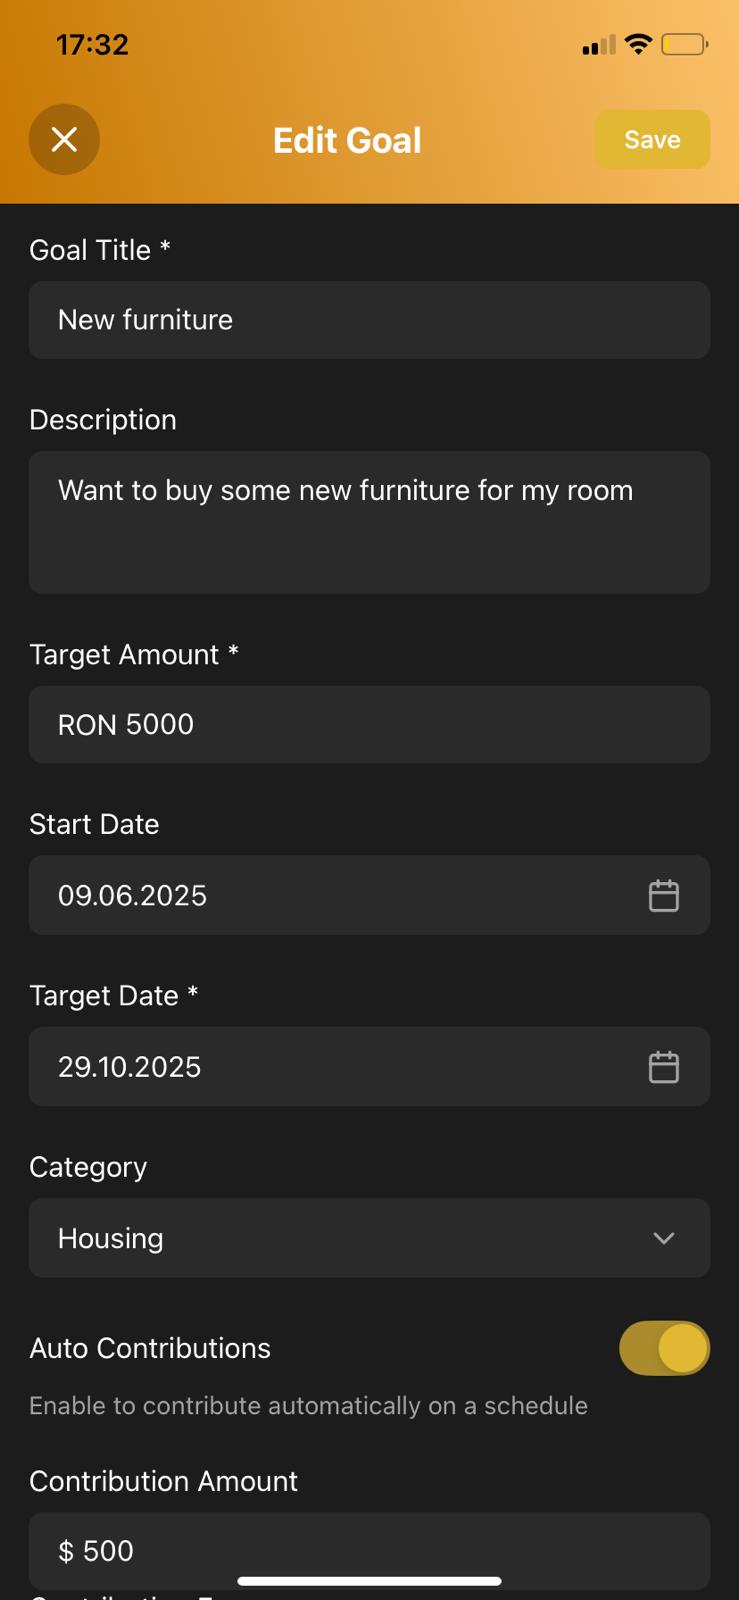 17:32
Edit Goal
Save
Goal Title *
New furniture
Description
Want to buy some new furniture for my room
Target Amount *
RON 5000
Start Date
09.06.2025
Target Date *
29.10.2025
Category
Housing
Auto Contributions
Enable to contribute automatically on a schedule
Contribution Amount
$ 500